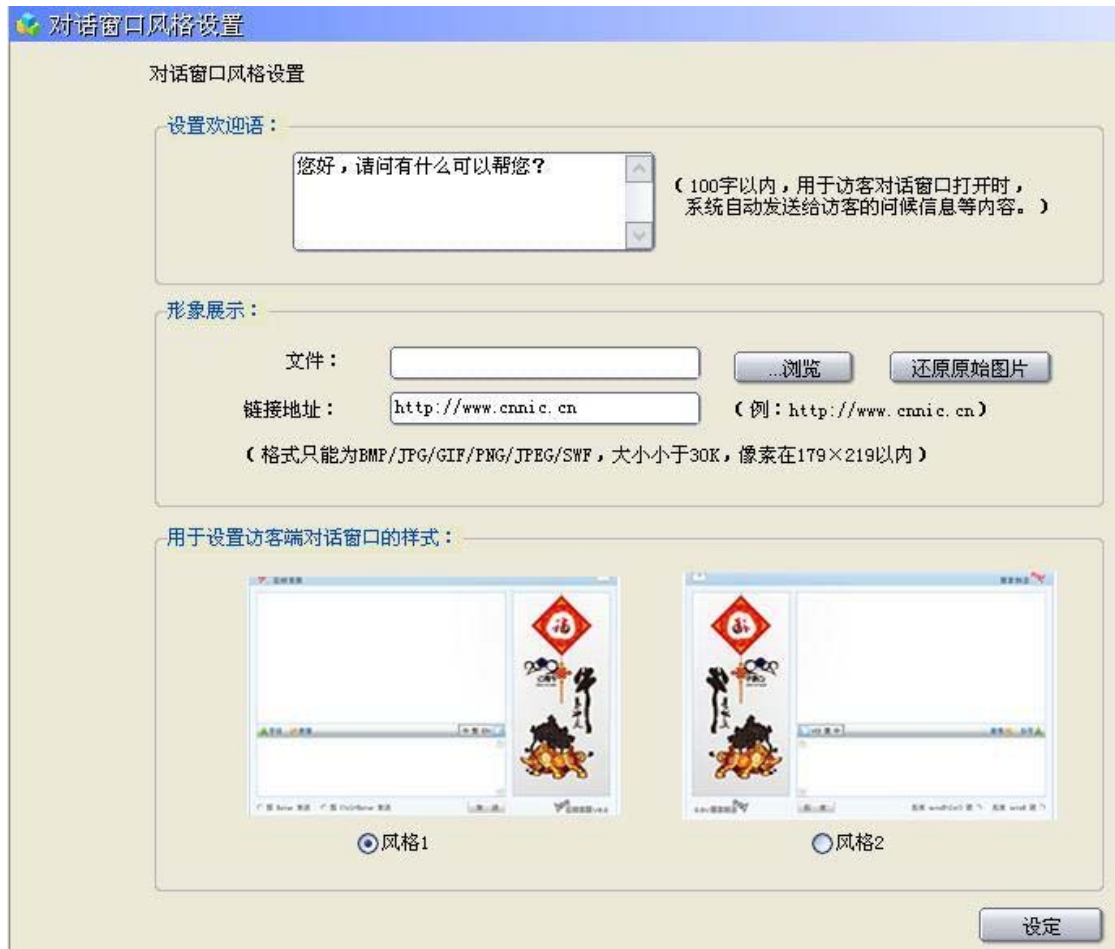 对话窗口风格设置
对话窗口风格设置
设置欢迎语：
您好，请问有什么可以帮您？
（100字以内，用于访客对话窗口打开时，
系统自动发送给访客的问候信息等内容。）
形象展示：
文件：
...浏览
还原原始图片
链接地址：
http://www.cnnic.cn
（例：http://www.cnnic.cn）
（格式只能为BMP/JPG/GIF/PNG/JPEG/SWF，大小小于30K，像素在179×219以内）
用于设置访客端对话窗口的样式：
福
风格1
风格2
设定